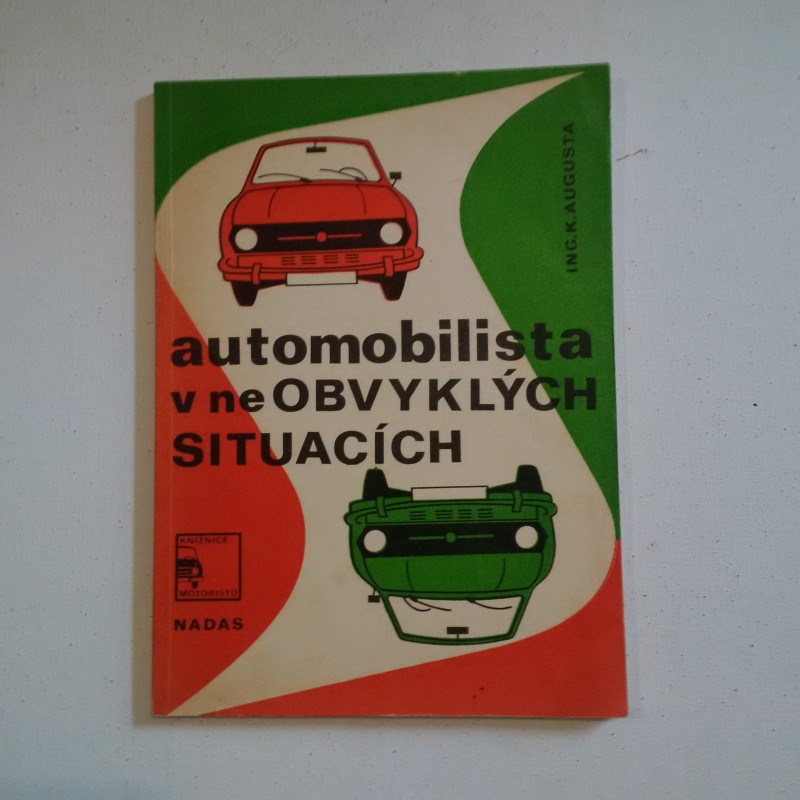 ING. K. AUGUSTA
automobilista
v neOBVYKLÝCH
SITUACÍCH
KNIŽNICE
MOTORISTŮ
NADAS